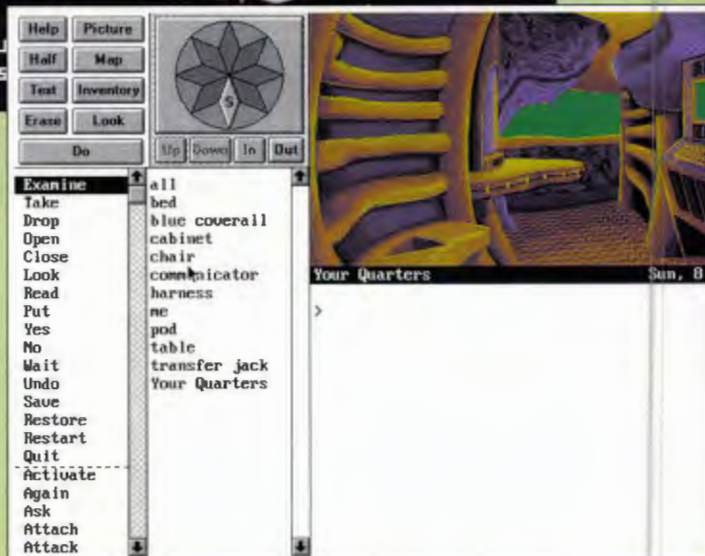 Help Picture
Half Map
Text Inventory
Erase Look
Do
S
Up Down In Out
Examine
Take
Drop
Open
Close
Look
Read
Put
Yes
No
Wait
Undo
Save
Restore
Restart
Quit
Activate
Again
Ask
Attach
Attack
all
bed
blue coverall
cabinet
chair
communicator
harness
me
pod
table
transfer jack
Your Quarters
Your Quarters Sun, 8
>